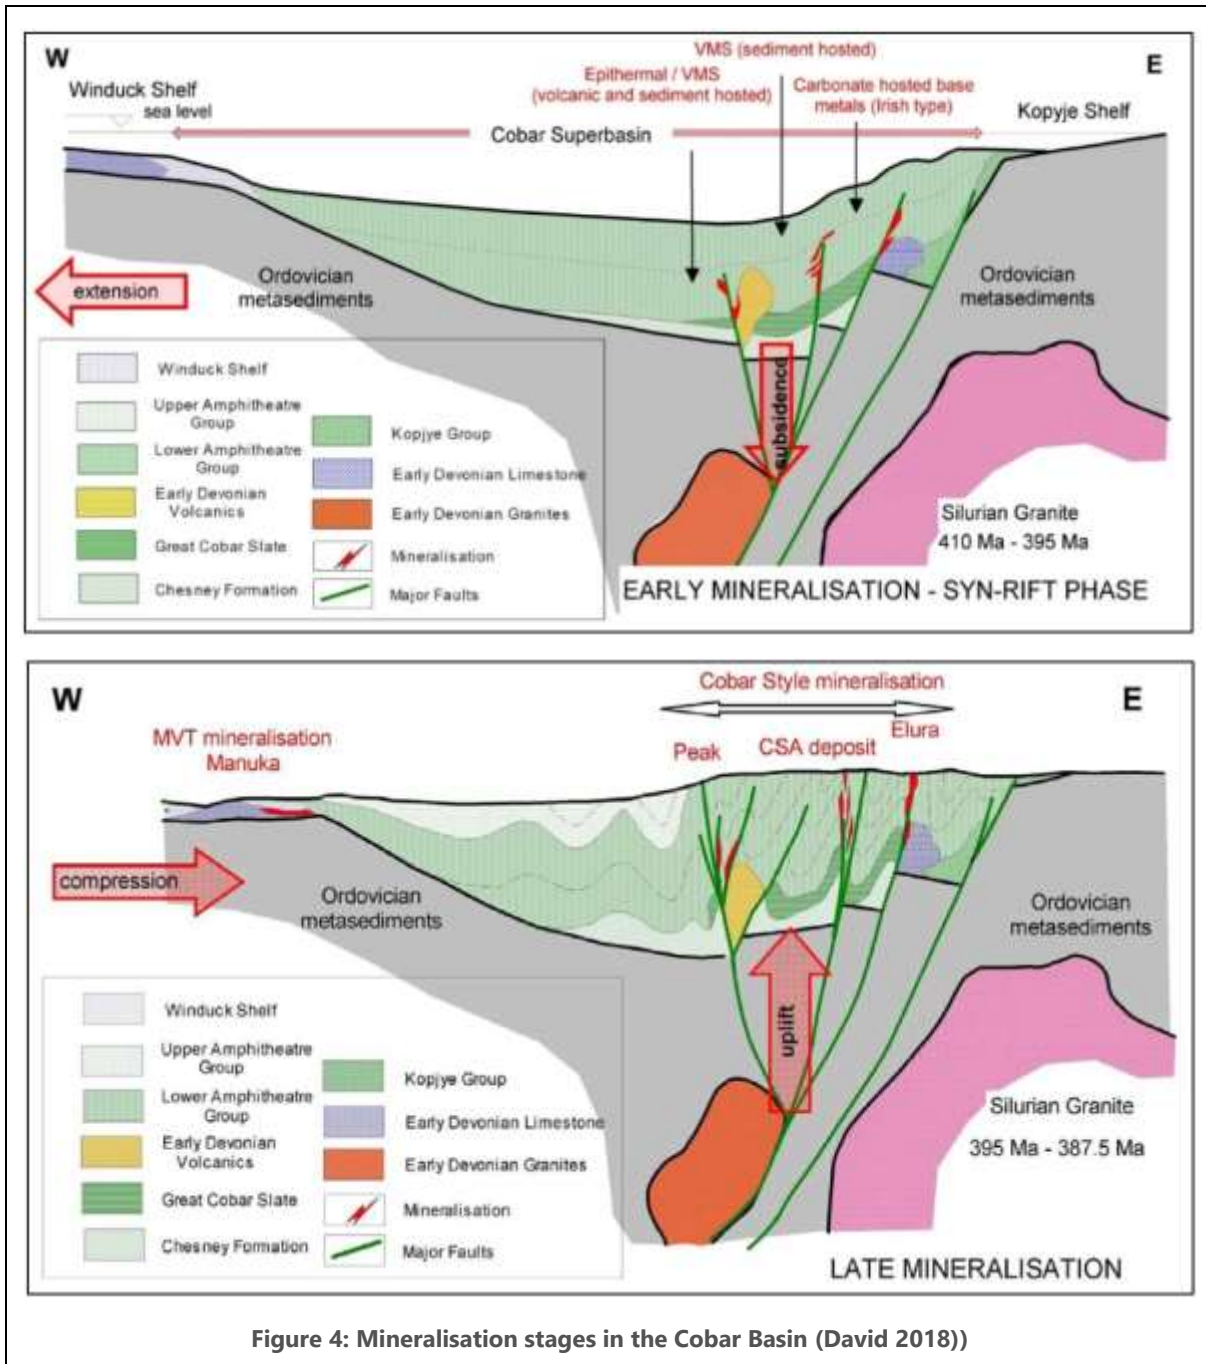 W
E
VMS (sediment hosted)
Epithermal / VMS
(volcanic and sediment hosted)
Carbonate hosted base
metals (Irish type)
Winduck Shelf
sea level
Kopyje Shelf
Cobar Superbasin
extension
Ordovician
metasediments
Ordovician
metasediments
subsidence
Winduck Shelf
Upper Amphitheatre
Group
Lower Amphitheatre
Group
Early Devonian
Volcanics
Great Cobar Slate
Chesney Formation
Kopjye Group
Early Devonian Limestone
Early Devonian Granites
Mineralisation
Major Faults
Silurian Granite
410 Ma - 395 Ma
EARLY MINERALISATION - SYN-RIFT PHASE
W
E
Cobar Style mineralisation
MVT mineralisation
Manuka
Peak
CSA deposit
Elura
compression
Ordovician
metasediments
Ordovician
metasediments
uplift
Winduck Shelf
Upper Amphitheatre
Group
Lower Amphitheatre
Group
Early Devonian
Volcanics
Great Cobar Slate
Chesney Formation
Kopjye Group
Early Devonian Limestone
Early Devonian Granites
Mineralisation
Major Faults
Silurian Granite
395 Ma - 387.5 Ma
LATE MINERALISATION
Figure 4: Mineralisation stages in the Cobar Basin (David 2018))